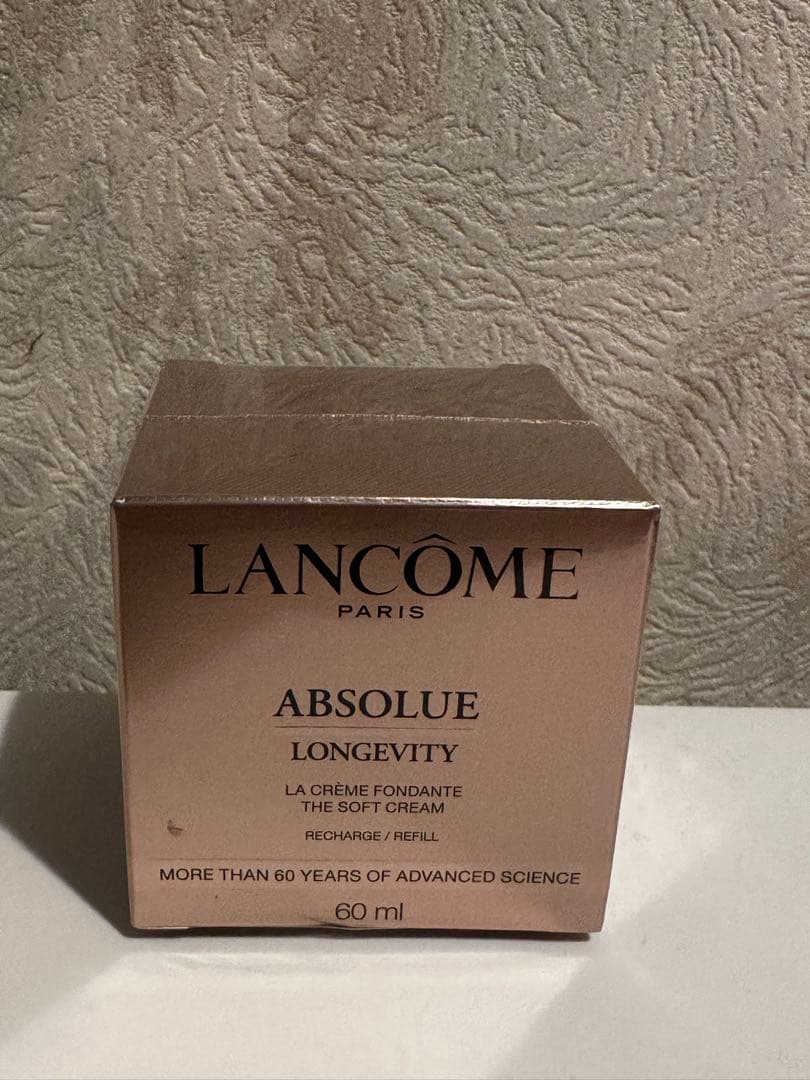 LANCÔME
PARIS
ABSOLUE
LONGEVITY
LA CRÈME FONDANTE
THE SOFT CREAM
RECHARGE / REFILL
MORE THAN 60 YEARS OF ADVANCED SCIENCE
60 ml